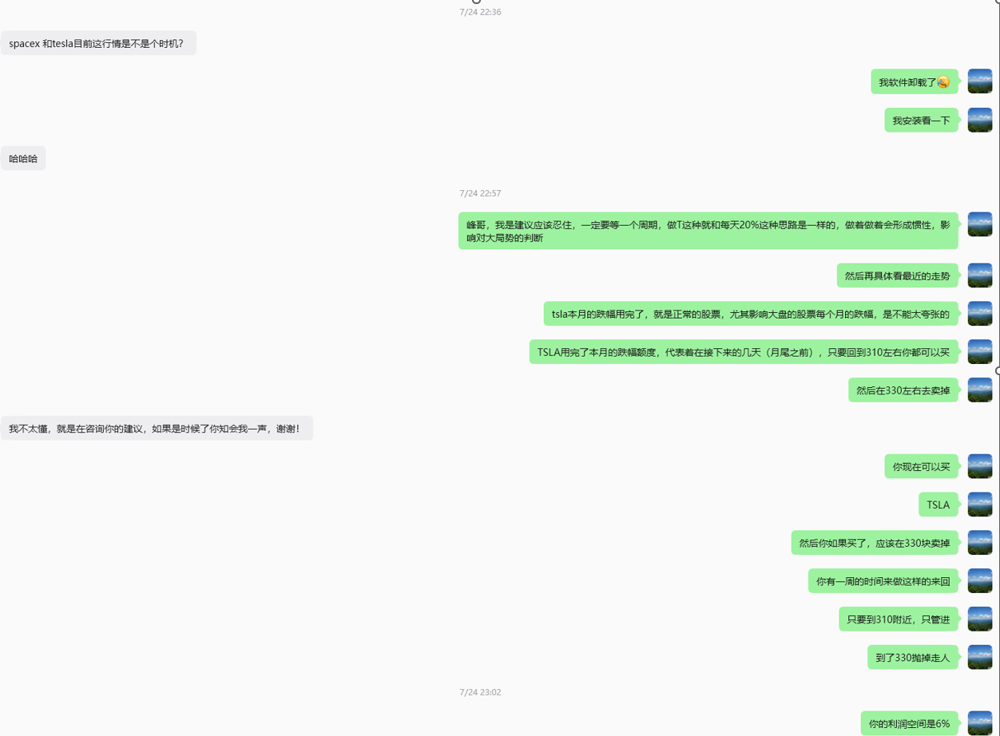 7/24 22:36
spacex 和tesla目前这行情是不是个时机?
我软件卸载了
我安装看一下
哈哈哈
7/24 22:57
峰哥，我是建议应该忍住，一定要等一个周期，做T这种就和每天20%这种思路是一样的，做着做着会形成惯性，影
响对大局势的判断
然后再具体看最近的走势
tsla本月的跌幅用完了，就是正常的股票，尤其影响大盘的股票每个月的跌幅，是不能太夸张的
TSLA用完了本月的跌幅额度，代表着在接下来的几天（月尾之前），只要回到310左右你都可以买
然后在330左右去卖掉
我不太懂，就是在咨询你的建议，如果是时候了你知会我一声，谢谢！
你现在可以买
TSLA
然后你如果买了，应该在330块卖掉
你有一周的时间来做这样的来回
只要到310附近，只管进
到了330抛掉走人
7/24 23:02
你的利润空间是6%